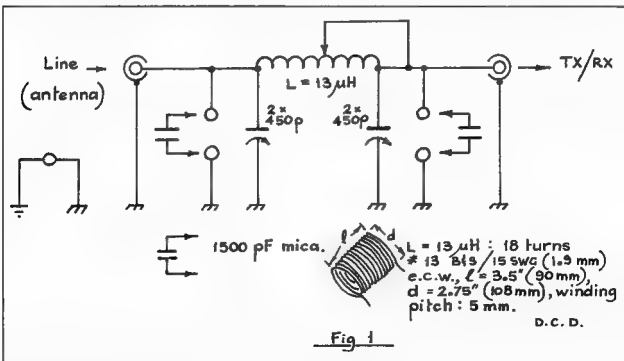 Line
(antenna)
TX/RX
L = 13 µH
2 x
450p
2 x
450p
1500 pF mica.
l
d
L = 13 µH : 18 turns
# 13 B&S / 15 SWG (1.9 mm)
e.c.w., l = 3.5" (90 mm),
d = 2.75" (108 mm), winding
pitch : 5 mm.
D.C.D.
Fig 1